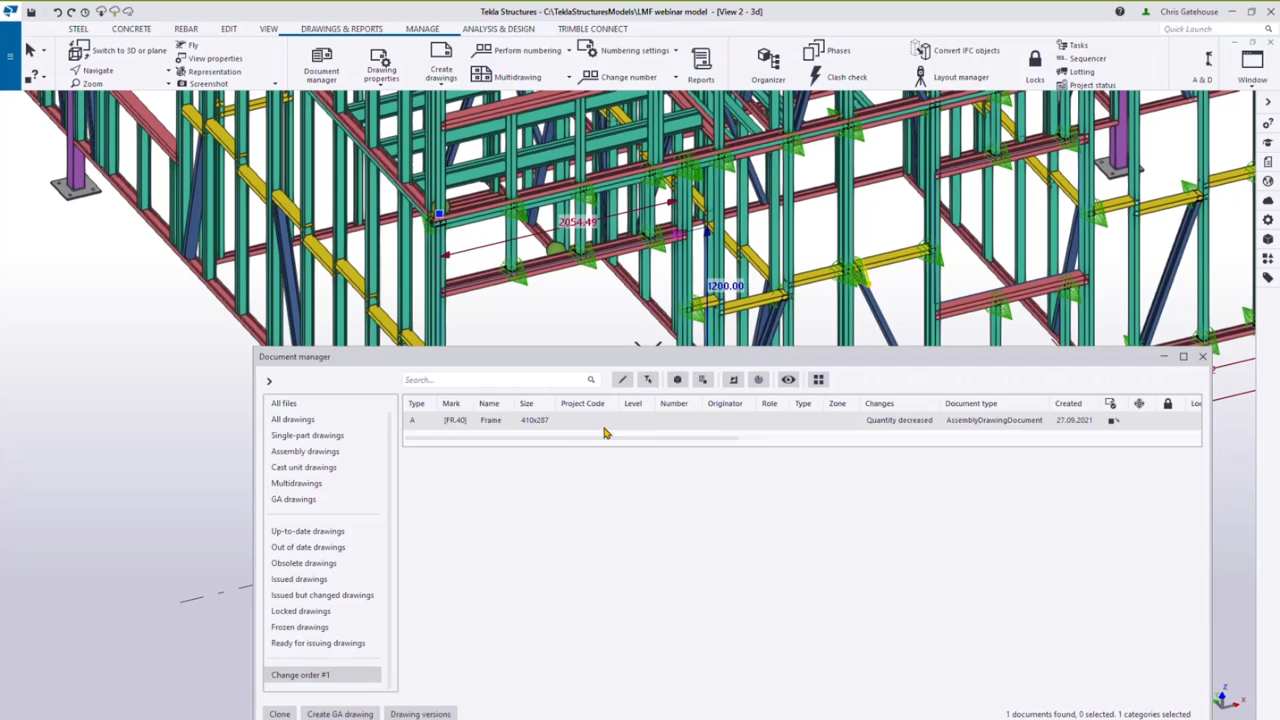 Tekla Structures - C:\TeklaStructuresModels\LMF webinar model - [View 2 - 3d]
Chris Gatehouse
STEEL CONCRETE REBAR EDIT VIEW DRAWINGS & REPORTS MANAGE ANALYSIS & DESIGN TRIMBLE CONNECT Quick Launch
Switch to 3D or plane
Navigate
Zoom
Fly
View properties
Representation
Screenshot
Document manager
Drawing properties
Create drawings
Perform numbering
Multidrawing
Numbering settings
Change number
Reports
Organizer
Phases
Clash check
Convert IFC objects
Layout manager
Locks
Tasks
Sequencer
Lotting
Project status
A & D
Window
2054.49
1200.00
Document manager
Search...
All files
All drawings
Single-part drawings
Assembly drawings
Cast unit drawings
Multidrawings
GA drawings
Up-to-date drawings
Out of date drawings
Obsolete drawings
Issued drawings
Issued but changed drawings
Locked drawings
Frozen drawings
Ready for issuing drawings
Change order #1
Type Mark Name Size Project Code Level Number Originator Role Type Zone Changes Document type Created Loc
A [FR.40] Frame 410x287 Quantity decreased AssemblyDrawingDocument 27.09.2021
Clone Create GA drawing Drawing versions
1 documents found, 0 selected. 1 categories selected
Z
X